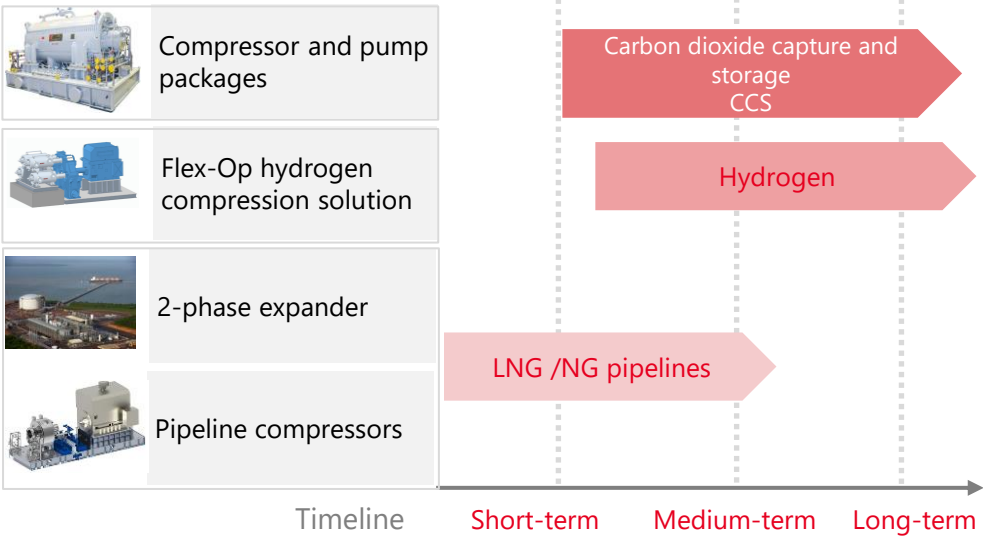 Compressor and pump
packages
Carbon dioxide capture and
storage
CCS
Flex-Op hydrogen
compression solution
Hydrogen
2-phase expander
LNG /NG pipelines
Pipeline compressors
Timeline
Short-term
Medium-term
Long-term